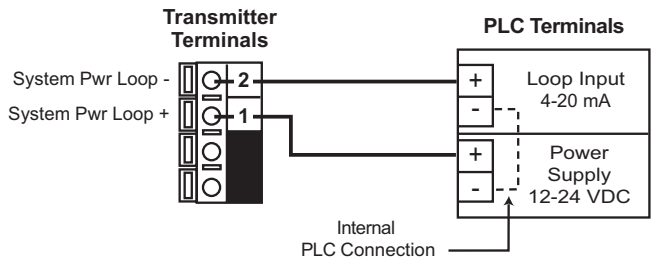 Transmitter
Terminals
PLC Terminals
System Pwr Loop -
2
System Pwr Loop +
1
+
-
Loop Input
4-20 mA
+
-
Power
Supply
12-24 VDC
Internal
PLC Connection